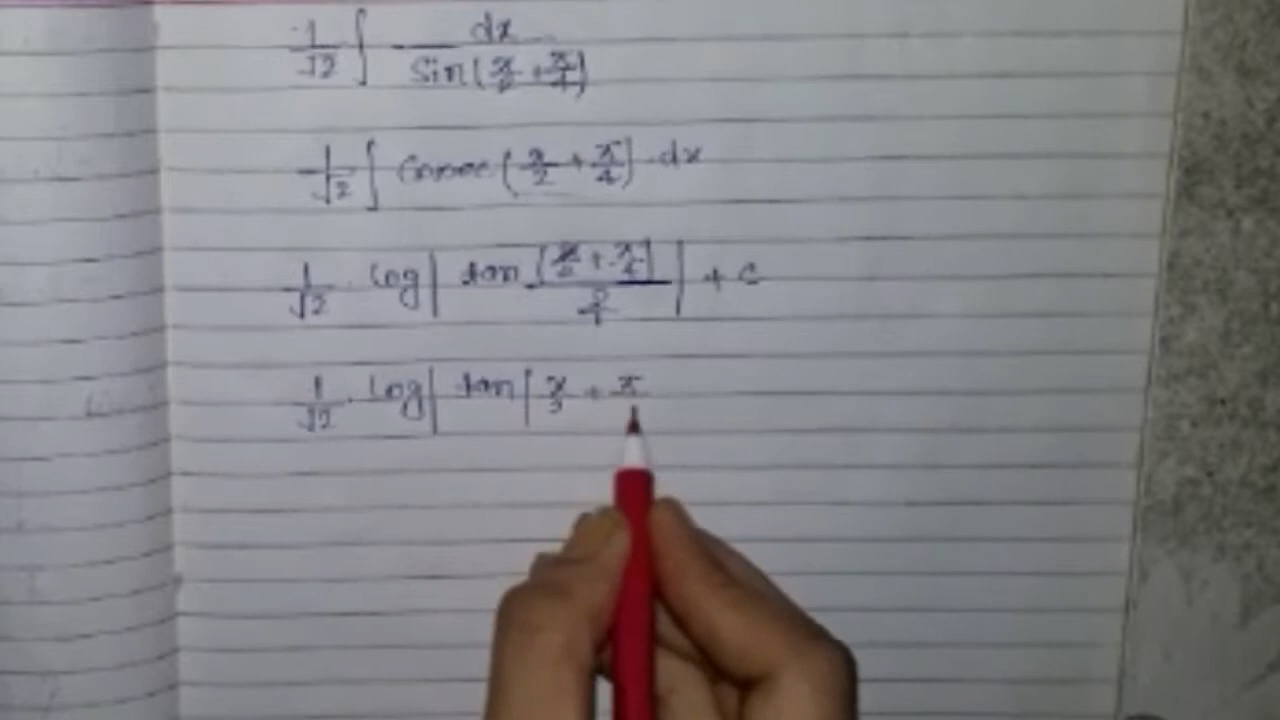 1/√2 ∫ dx / Sin(x/2 + π/4)
1/√2 ∫ Cosec(x/2 + π/4) · dx
1/√2 · log| tan (x/2 + π/4) / 2 | + C
1/√2 · log| tan ( x/2 + π